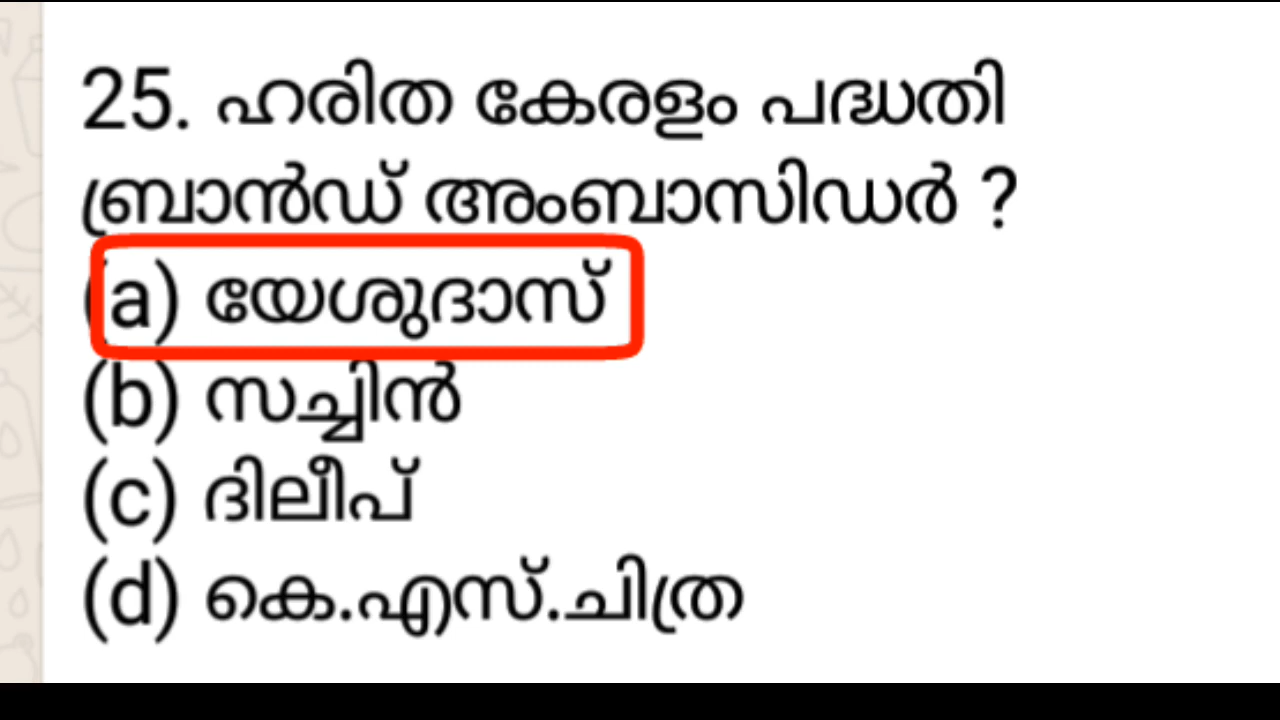 25. ഹരിത കേരളം പദ്ധതി
ബ്രാൻഡ് അംബാസിഡർ ?
(a) യേശുദാസ്
(b) സച്ചിൻ
(c) ദിലീപ്
(d) കെ.എസ്.ചിത്ര